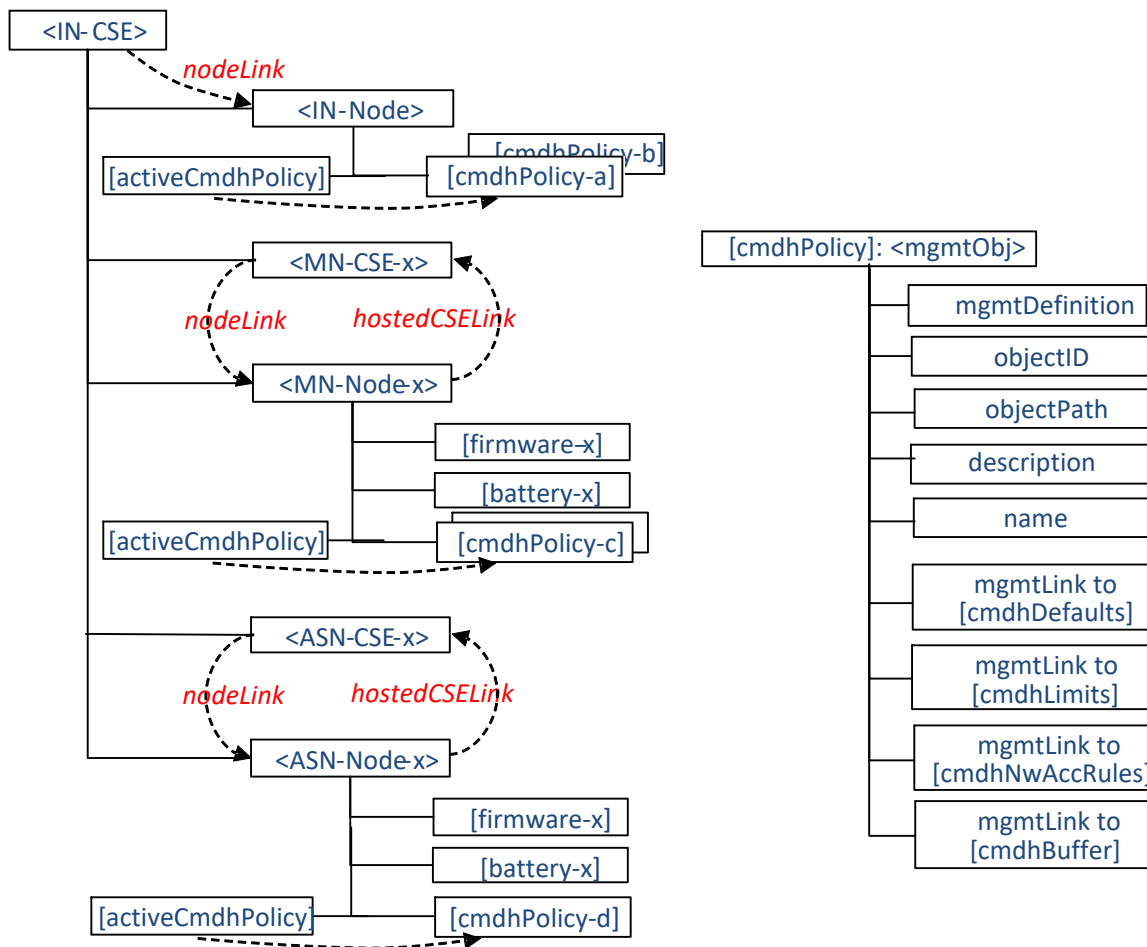 <IN-CSE>
nodeLink
<IN-Node>
[cmdhPolicy-b]
[activeCmdhPolicy]
[cmdhPolicy-a]
<MN-CSE-x>
nodeLink
hostedCSELink
<MN-Node-x>
[firmware-x]
[battery-x]
[activeCmdhPolicy]
[cmdhPolicy-c]
<ASN-CSE-x>
nodeLink
hostedCSELink
<ASN-Node-x>
[firmware-x]
[battery-x]
[activeCmdhPolicy]
[cmdhPolicy-d]
[cmdhPolicy]: <mgmtObj>
mgmtDefinition
objectID
objectPath
description
name
mgmtLink to
[cmdhDefaults]
mgmtLink to
[cmdhLimits]
mgmtLink to
[cmdhNwAccRules]
mgmtLink to
[cmdhBuffer]